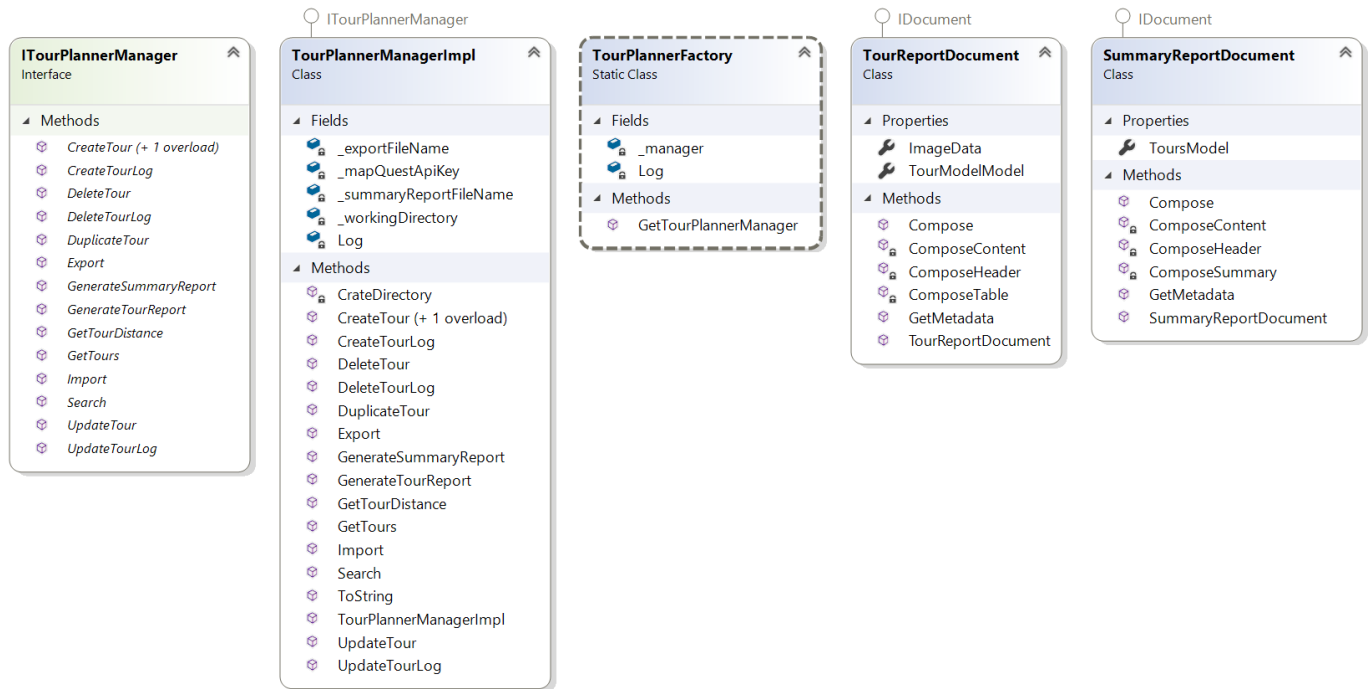 ITourPlannerManager
Interface
Methods
CreateTour (+ 1 overload)
CreateTourLog
DeleteTour
DeleteTourLog
DuplicateTour
Export
GenerateSummaryReport
GenerateTourReport
GetTourDistance
GetTours
Import
Search
UpdateTour
UpdateTourLog
ITourPlannerManager
TourPlannerManagerImpl
Class
Fields
_exportFileName
_mapQuestApiKey
_summaryReportFileName
_workingDirectory
Log
Methods
CrateDirectory
CreateTour (+ 1 overload)
CreateTourLog
DeleteTour
DeleteTourLog
DuplicateTour
Export
GenerateSummaryReport
GenerateTourReport
GetTourDistance
GetTours
Import
Search
ToString
TourPlannerManagerImpl
UpdateTour
UpdateTourLog
TourPlannerFactory
Static Class
Fields
_manager
Log
Methods
GetTourPlannerManager
IDocument
TourReportDocument
Class
Properties
ImageData
TourModelModel
Methods
Compose
ComposeContent
ComposeHeader
ComposeTable
GetMetadata
TourReportDocument
IDocument
SummaryReportDocument
Class
Properties
ToursModel
Methods
Compose
ComposeContent
ComposeHeader
ComposeSummary
GetMetadata
SummaryReportDocument